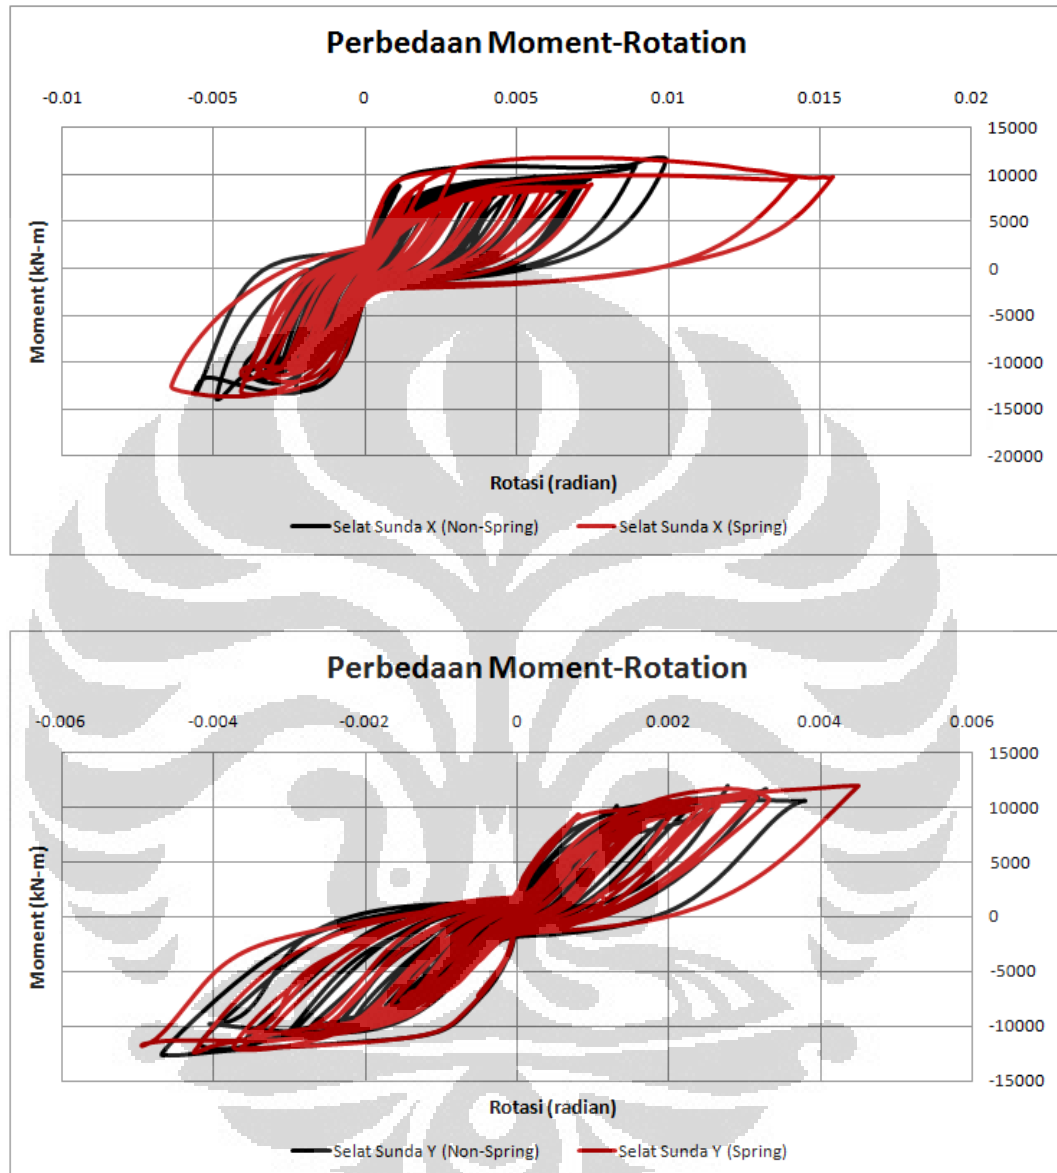 Perbedaan Moment-Rotation
-0.01 -0.005 0 0.005 0.01 0.015 0.02
15000
10000
5000
0
-5000
-10000
-15000
-20000
Moment (kN-m)
Rotasi (radian)
Selat Sunda X (Non-Spring) Selat Sunda X (Spring)
Perbedaan Moment-Rotation
-0.006 -0.004 -0.002 0 0.002 0.004 0.006
15000
10000
5000
0
-5000
-10000
-15000
Moment (kN-m)
Rotasi (radian)
Selat Sunda Y (Non-Spring) Selat Sunda Y (Spring)